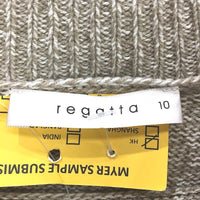 regatta 10
SHANGHA
HK
INDIA
MYER SAMPLE SUBMIS